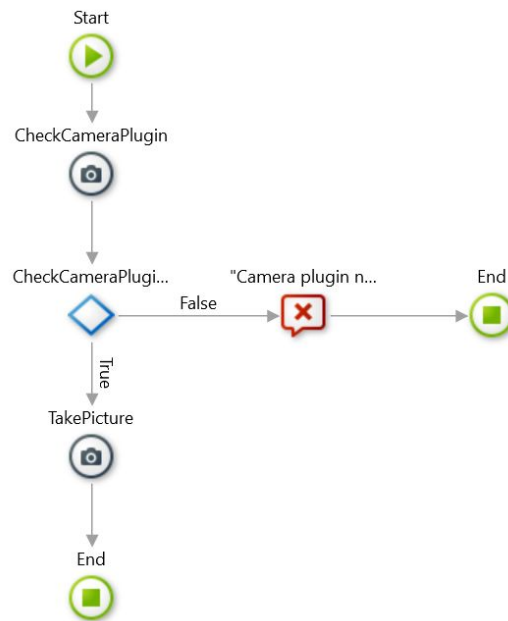 Start
CheckCameraPlugin
CheckCameraPlugi...
False
"Camera plugin n...
End
True
TakePicture
End